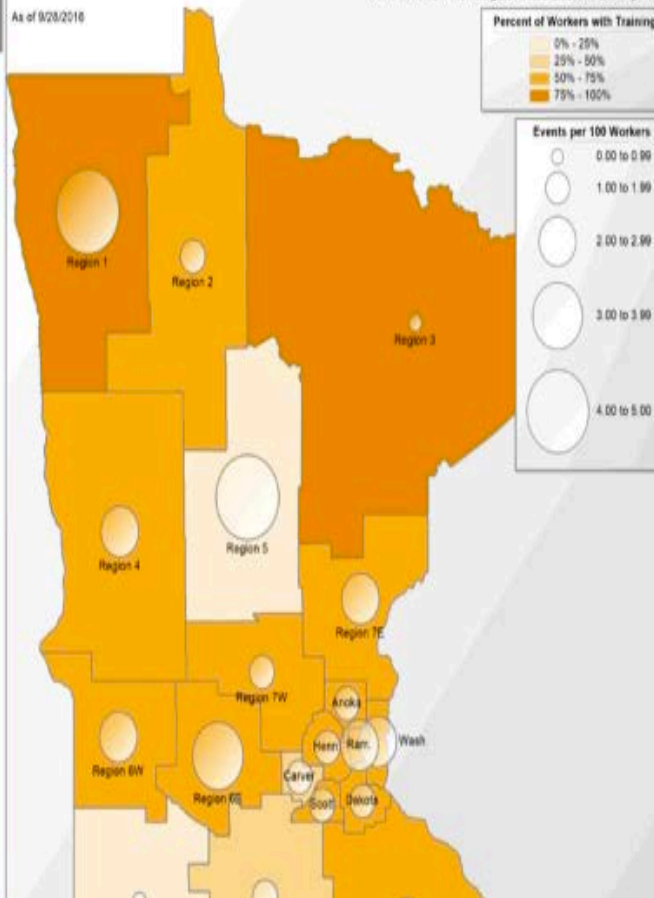 As of 9/28/2016
Percent of Workers with Training
0% - 25%
25% - 50%
50% - 75%
75% - 100%
Events per 100 Workers
0.00 to 0.99
1.00 to 1.99
2.00 to 2.99
3.00 to 3.99
4.00 to 5.00
Region 1
Region 2
Region 3
Region 4
Region 5
Region 7E
Region 7W
Anoka
Henn
Ram.
Wash
Region 6W
Region 6E
Carver
Scott
Dakota